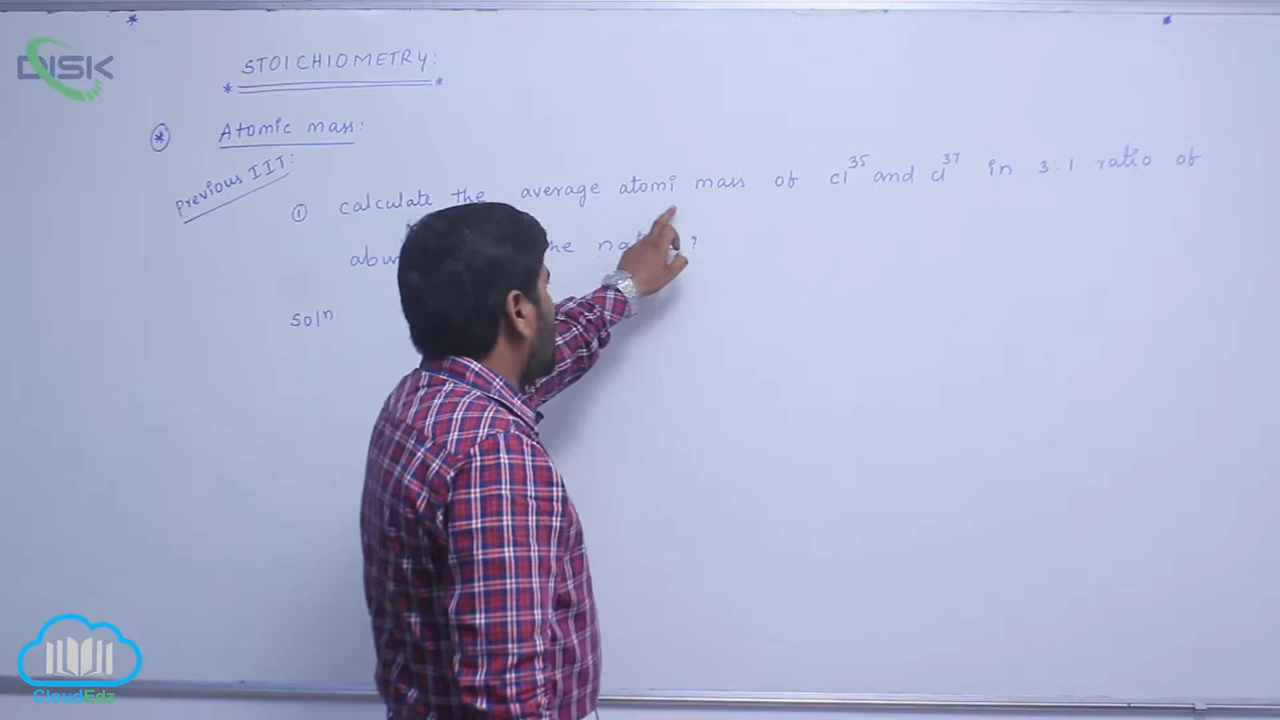 DISK
STOICHIOMETRY:
Atomic mass:
Previous IIT:
① calculate the average atomi mass of Cl³⁵ and Cl³⁷ in 3:1 ratio of
?
Solⁿ
CloudEdz